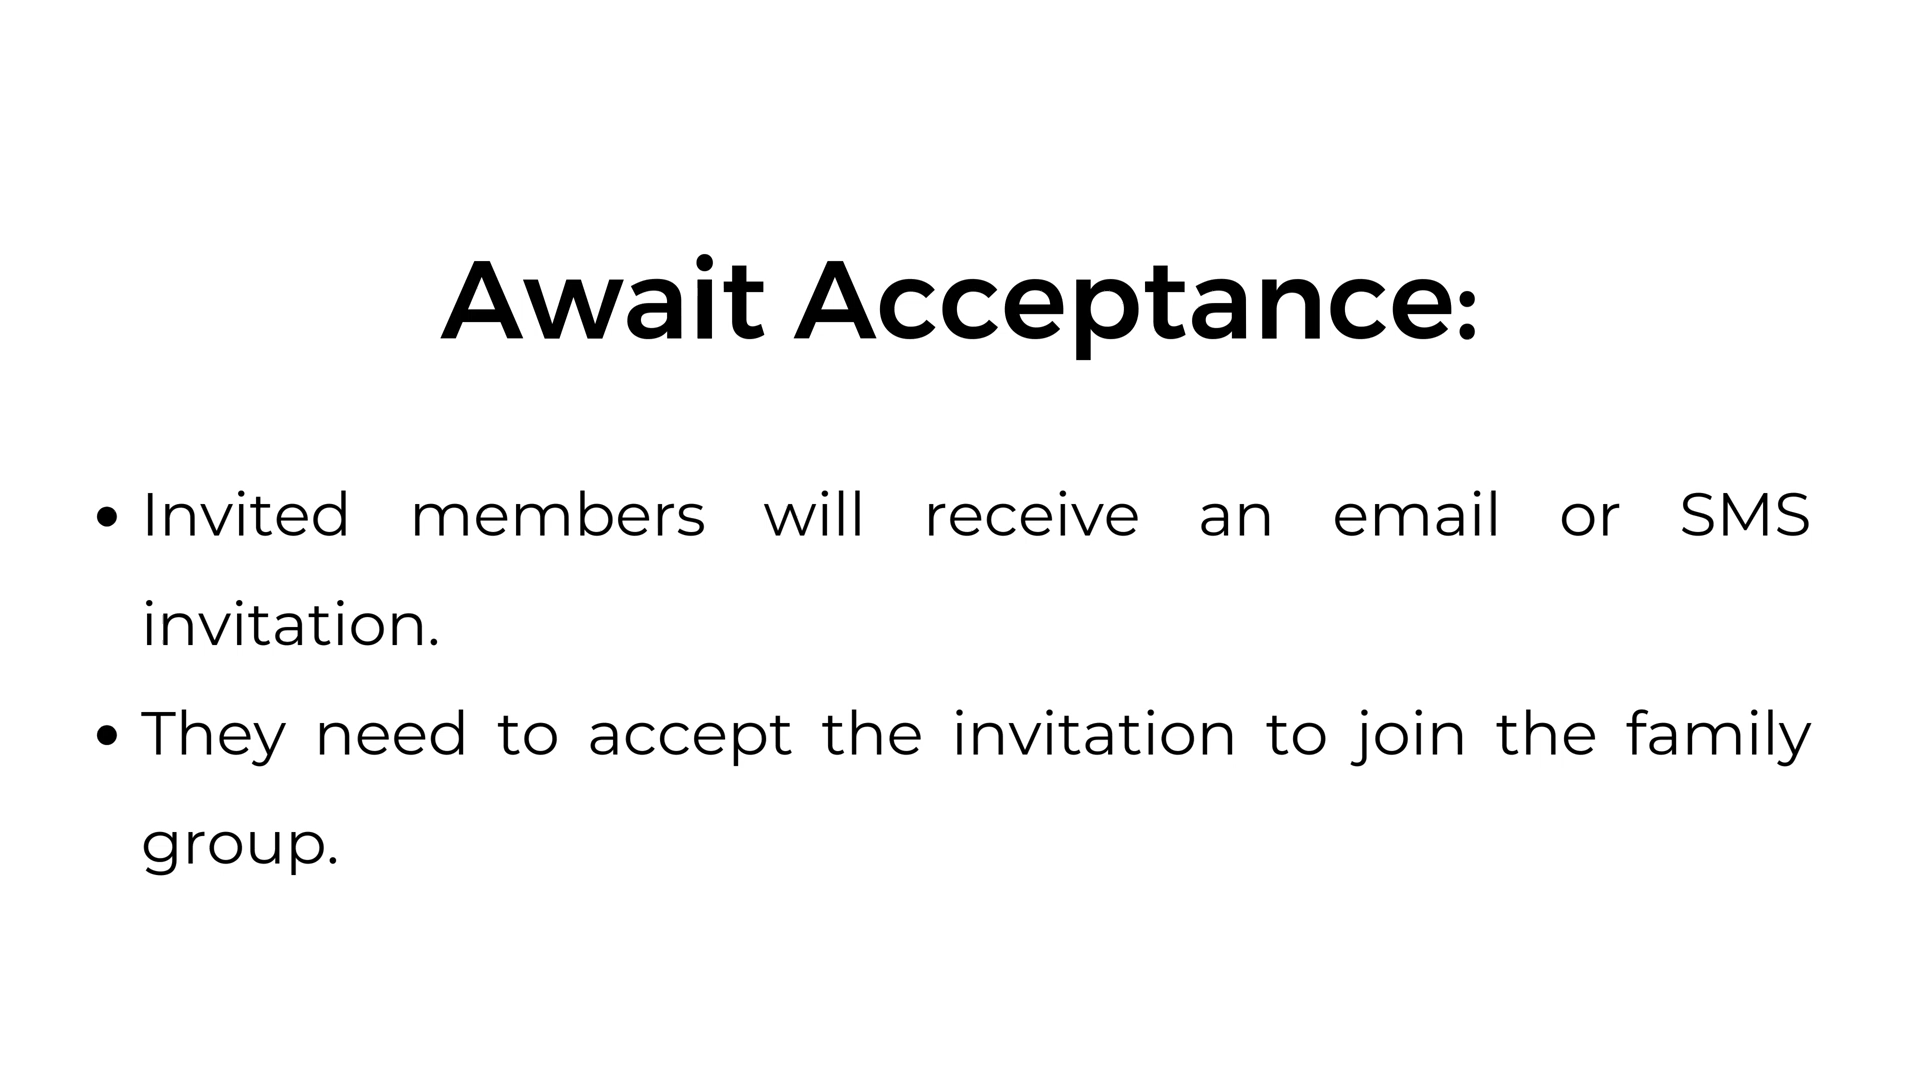 Await Acceptance:
• Invited members will receive an email or SMS
invitation.
• They need to accept the invitation to join the family
group.